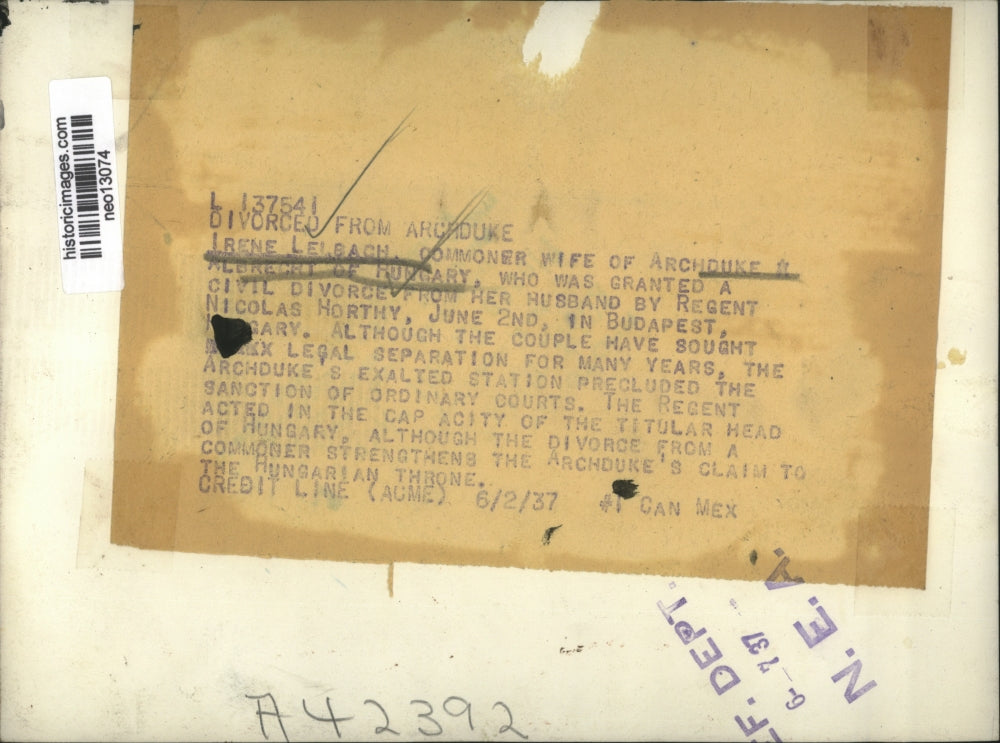 historicimages.com
neo13074
L 137541
DIVORCED FROM ARCHDUKE
IRENE LELBACH, COMMONER WIFE OF ARCHDUKE
ALBRECHT OF HUNGARY, WHO WAS GRANTED A
CIVIL DIVORCE FROM HER HUSBAND BY REGENT
NICOLAS HORTHY, JUNE 2ND, IN BUDAPEST,
GARY. ALTHOUGH THE COUPLE HAVE SOUGHT
LEGAL SEPARATION FOR MANY YEARS, THE
ARCHDUKE'S EXALTED STATION PRECLUDED THE
SANCTION OF ORDINARY COURTS. THE REGENT
ACTED IN THE CAP ACITY OF THE TITULAR HEAD
OF HUNGARY, ALTHOUGH THE DIVORCE FROM A
COMMONER STRENGTHENS THE ARCHDUKE'S CLAIM TO
THE HUNGARIAN THRONE.
CREDIT LINE (ACME) 6/2/37 #1 CAN MEX
F. DEPT.
6-7 37
N. E. A.
A42392